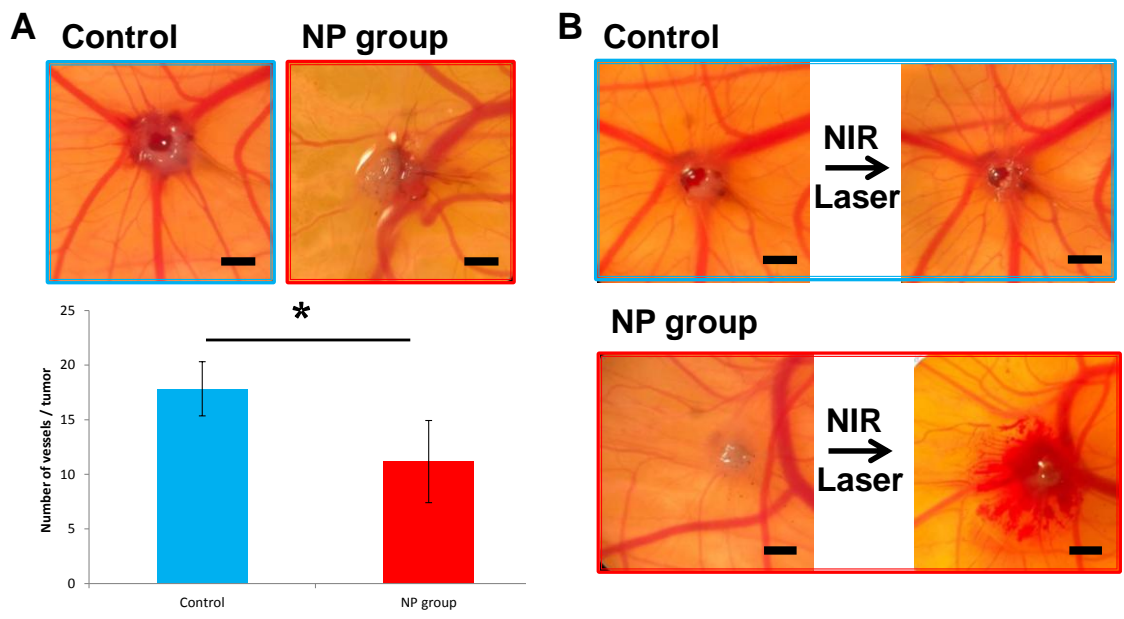 A
Control
NP group
*
25
20
15
10
5
0
Number of vessels / tumor
Control
NP group
B
Control
NIR
Laser
NP group
NIR
Laser